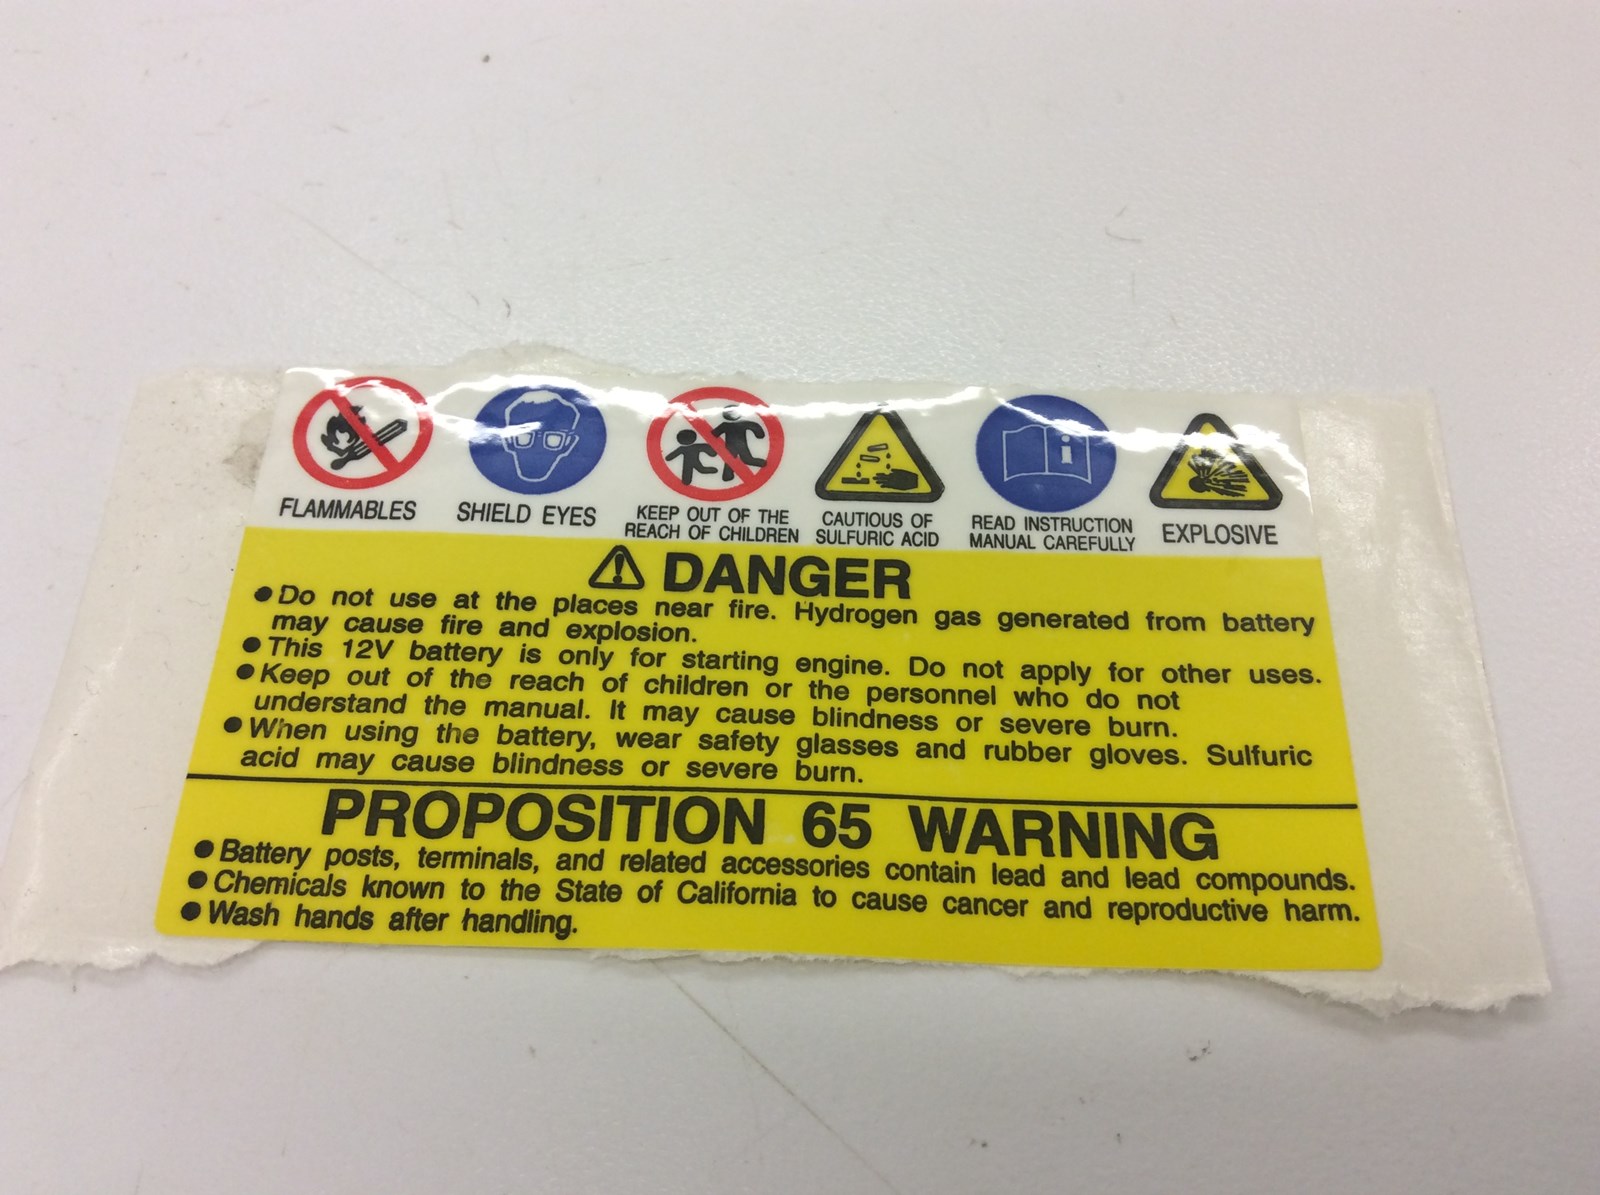 FLAMMABLES
SHIELD EYES
KEEP OUT OF THE
REACH OF CHILDREN
CAUTIOUS OF
SULFURIC ACID
READ INSTRUCTION
MANUAL CAREFULLY
EXPLOSIVE
DANGER
●Do not use at the places near fire. Hydrogen gas generated from battery
may cause fire and explosion.
●This 12V battery is only for starting engine. Do not apply for other uses.
●Keep out of the reach of children or the personnel who do not
understand the manual. It may cause blindness or severe burn.
●When using the battery, wear safety glasses and rubber gloves. Sulfuric
acid may cause blindness or severe burn.
PROPOSITION 65 WARNING
●Battery posts, terminals, and related accessories contain lead and lead compounds.
●Chemicals known to the State of California to cause cancer and reproductive harm.
●Wash hands after handling.